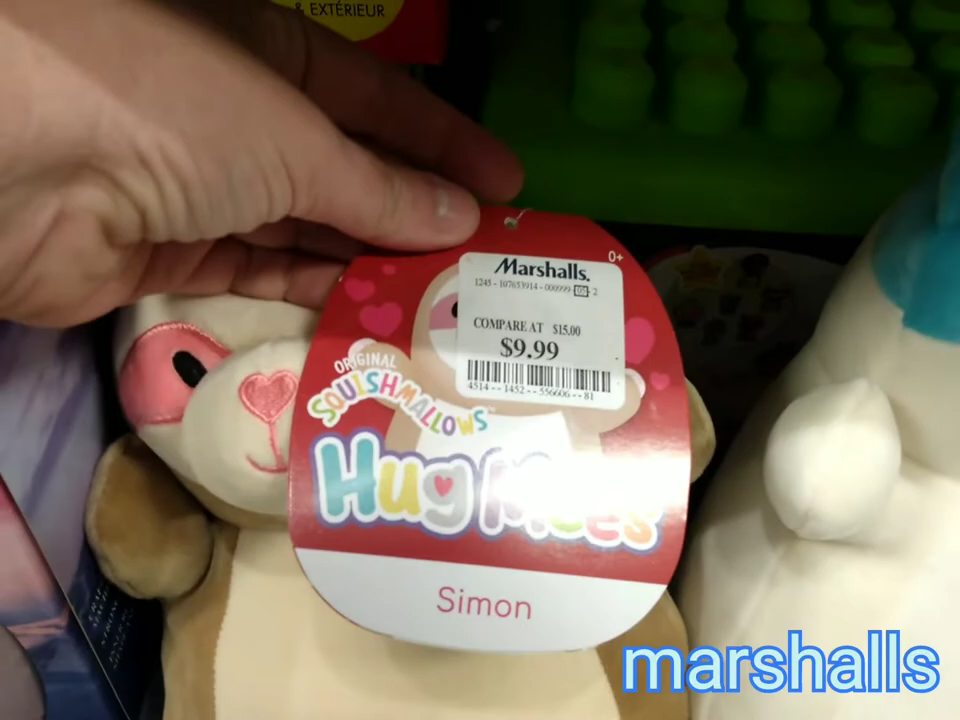 & EXTÉRIEUR
0+
Marshalls.
1245 - 107653914 - 000999 - 05 - 2
COMPARE AT $15.00
$9.99
4514 -- 1452 -- 556606 -- 81
ORIGINAL
SQUISHMALLOWS
Hug Mees
Simon
marshalls